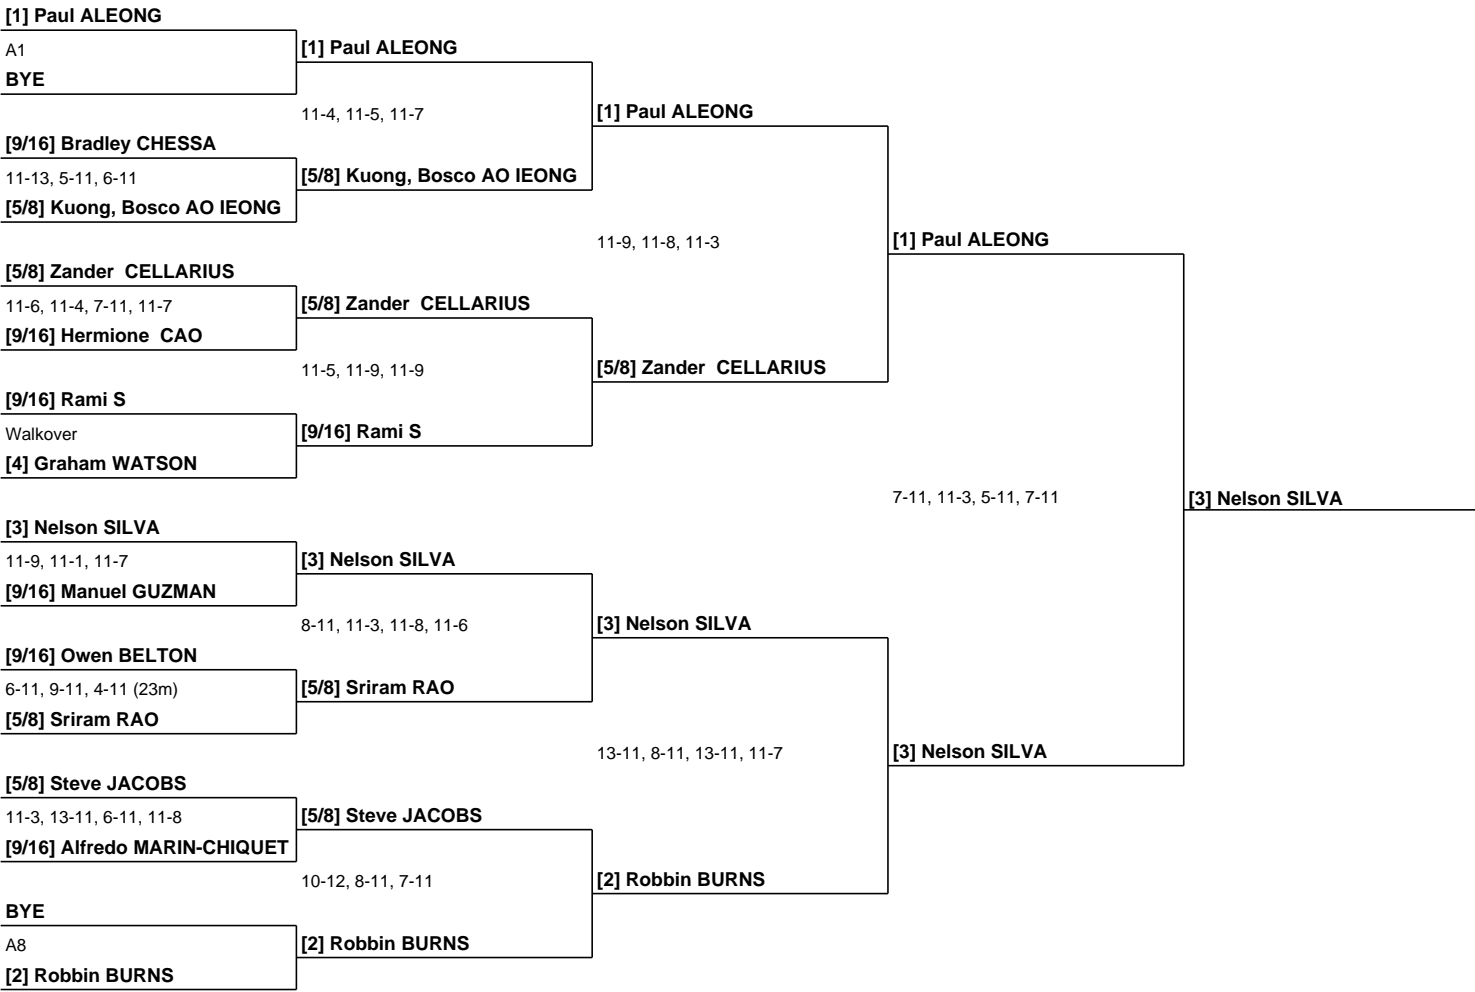 [1] Paul ALEONG
A1
BYE
[9/16] Bradley CHESSA
11-13, 5-11, 6-11
[5/8] Kuong, Bosco AO IEONG
[5/8] Zander  CELLARIUS
11-6, 11-4, 7-11, 11-7
[9/16] Hermione  CAO
[9/16] Rami S
Walkover
[4] Graham WATSON
[3] Nelson SILVA
11-9, 11-1, 11-7
[9/16] Manuel GUZMAN
[9/16] Owen BELTON
6-11, 9-11, 4-11 (23m)
[5/8] Sriram RAO
[5/8] Steve JACOBS
11-3, 13-11, 6-11, 11-8
[9/16] Alfredo MARIN-CHIQUET
BYE
A8
[2] Robbin BURNS
[1] Paul ALEONG
11-4, 11-5, 11-7
[5/8] Kuong, Bosco AO IEONG
[5/8] Zander  CELLARIUS
11-5, 11-9, 11-9
[9/16] Rami S
[3] Nelson SILVA
8-11, 11-3, 11-8, 11-6
[5/8] Sriram RAO
[5/8] Steve JACOBS
10-12, 8-11, 7-11
[2] Robbin BURNS
[1] Paul ALEONG
11-9, 11-8, 11-3
[5/8] Zander  CELLARIUS
[3] Nelson SILVA
13-11, 8-11, 13-11, 11-7
[2] Robbin BURNS
[1] Paul ALEONG
7-11, 11-3, 5-11, 7-11
[3] Nelson SILVA
[3] Nelson SILVA